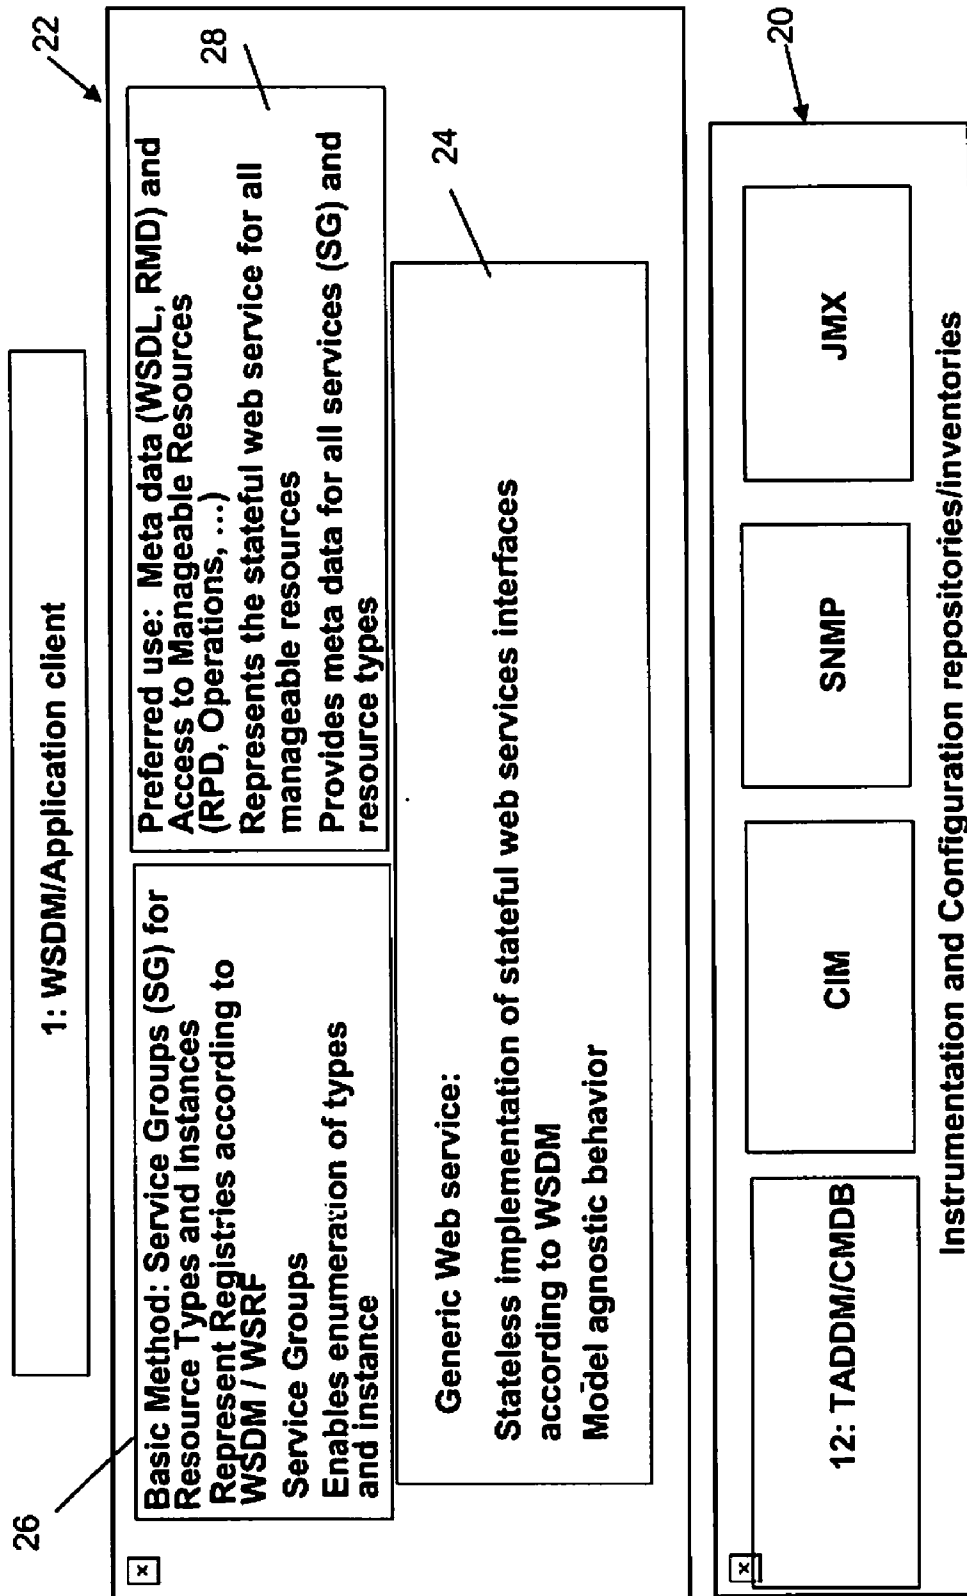 1: WSDM/Application client
22
26
Basic Method: Service Groups (SG) for
Resource Types and Instances
Represent Registries according to
WSDM / WSRF
Service Groups
Enables enumeration of types
and instance
28
Preferred use: Meta data (WSDL, RMD) and
Access to Manageable Resources
(RPD, Operations, ...)
Represents the stateful web service for all
manageable resources
Provides meta data for all services (SG) and
resource types
24
Generic Web service:
Stateless implementation of stateful web services interfaces
according to WSDM
Model agnostic behavior
x
20
12: TADDM/CMDB
CIM
SNMP
JMX
x
Instrumentation and Configuration repositories/inventories